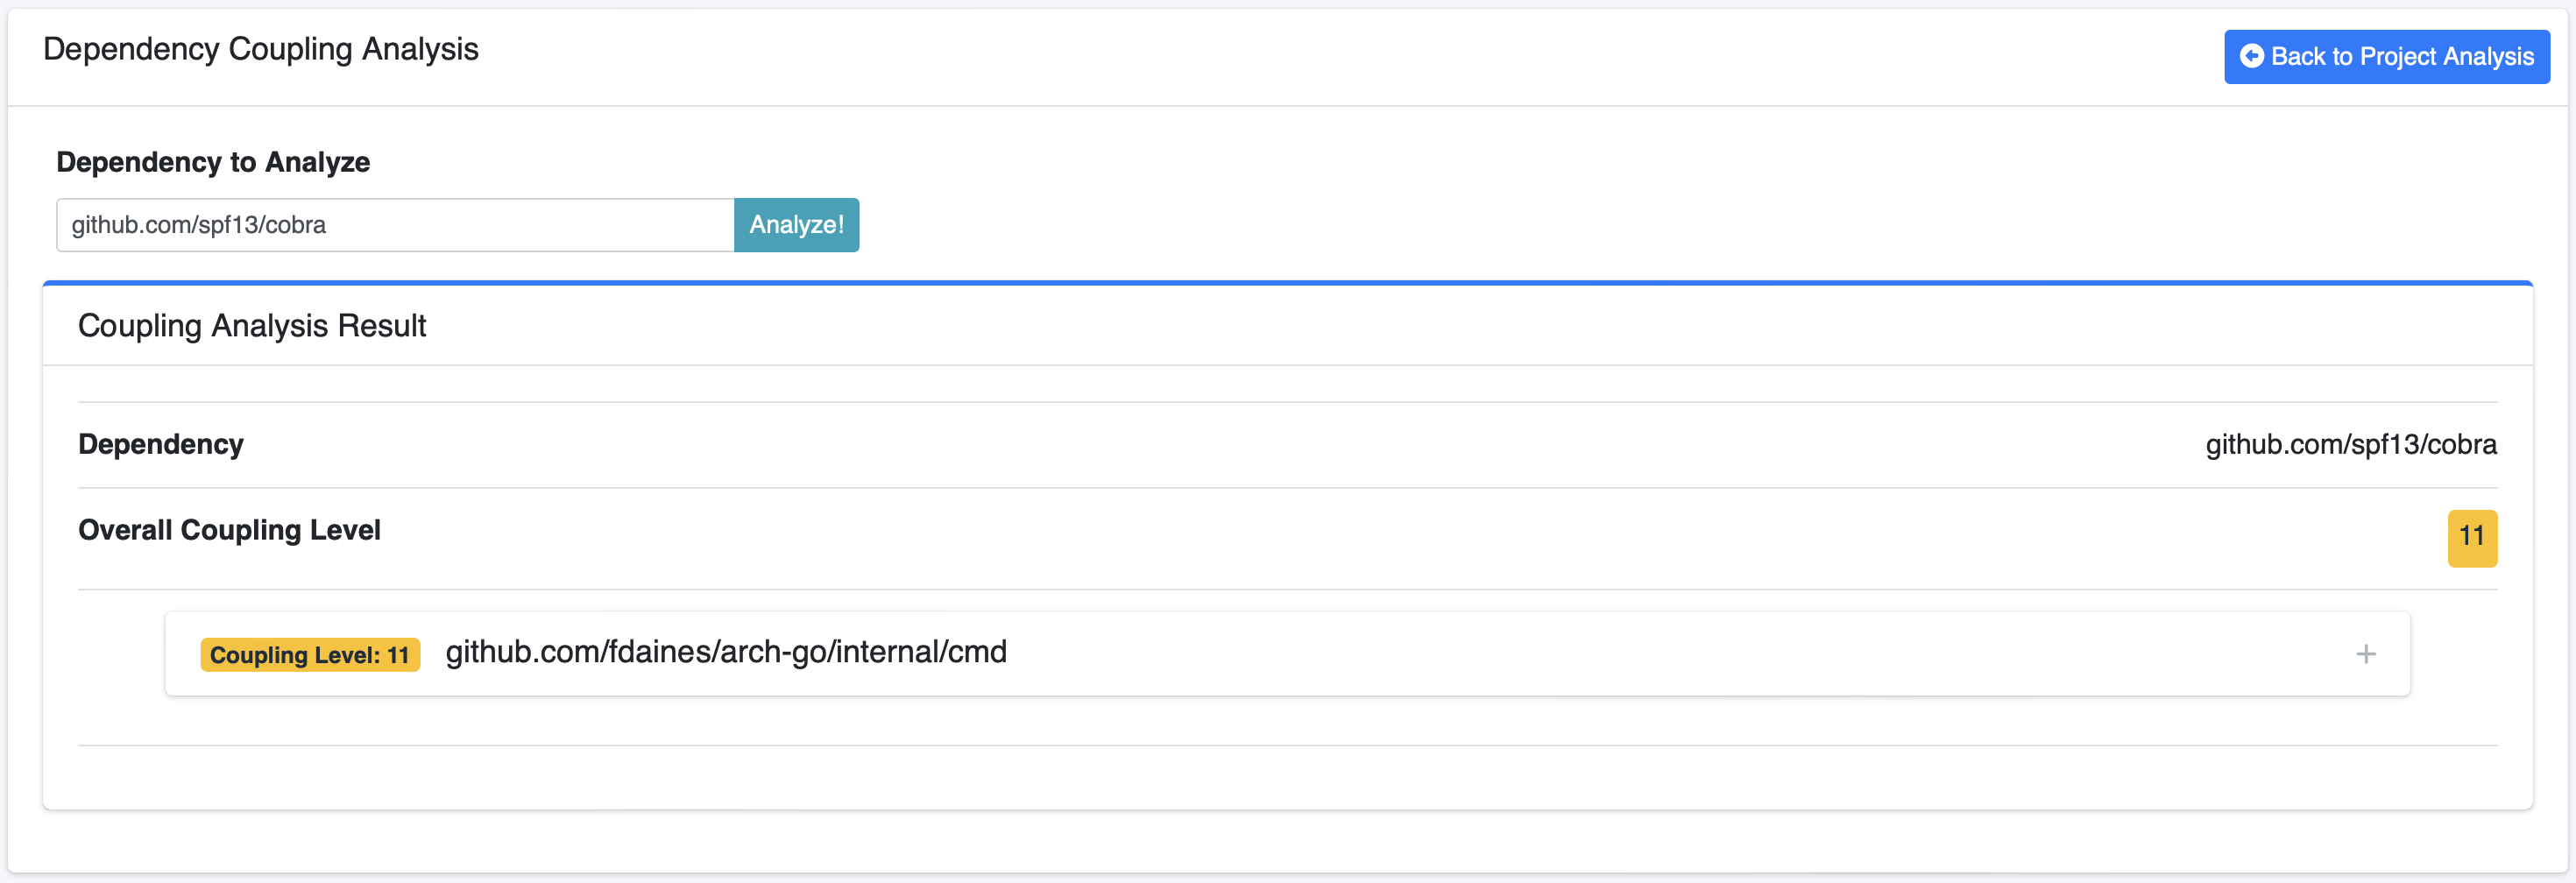 Dependency Coupling Analysis
Back to Project Analysis
Dependency to Analyze
github.com/spf13/cobra
Analyze!
Coupling Analysis Result
Dependency
github.com/spf13/cobra
Overall Coupling Level
11
Coupling Level: 11
github.com/fdaines/arch-go/internal/cmd